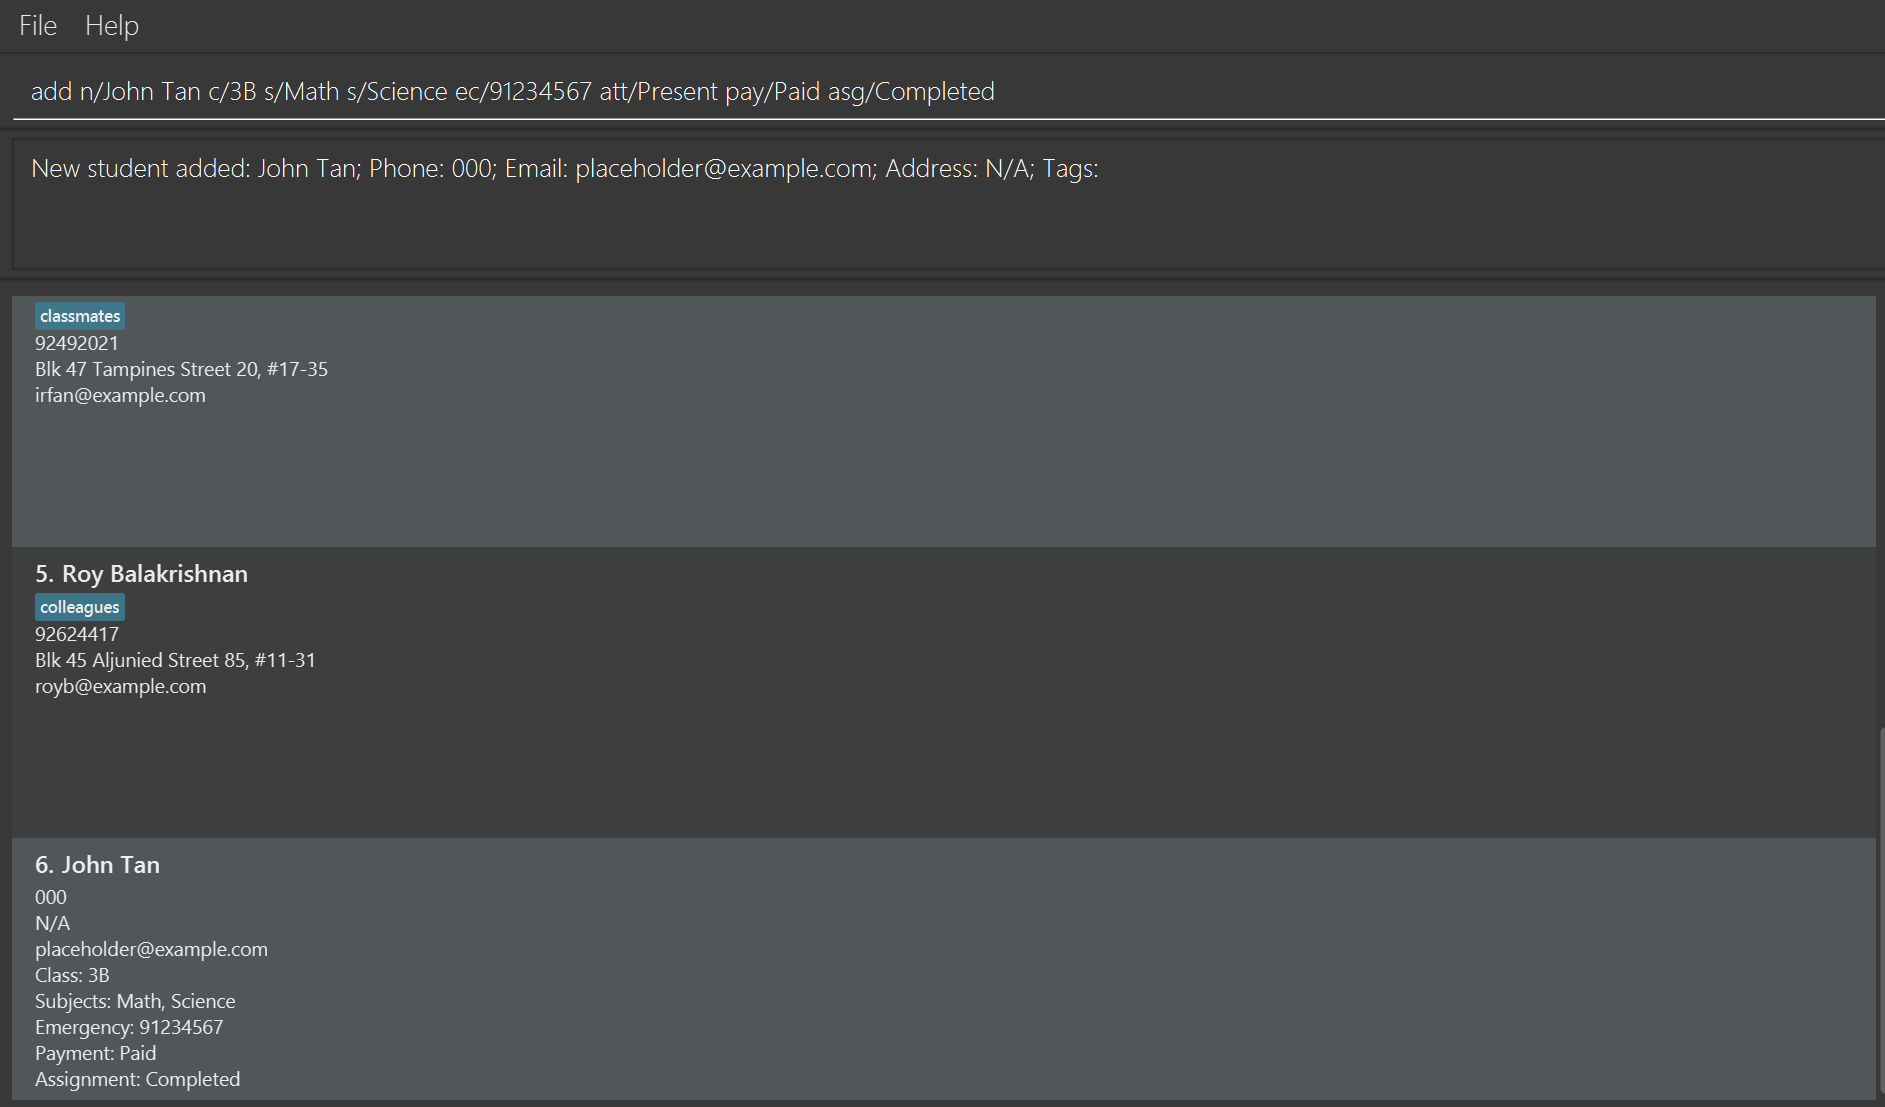 File Help
add n/John Tan c/3B s/Math s/Science ec/91234567 att/Present pay/Paid asg/Completed
New student added: John Tan; Phone: 000; Email: placeholder@example.com; Address: N/A; Tags:
classmates
92492021
Blk 47 Tampines Street 20, #17-35
irfan@example.com
5. Roy Balakrishnan
colleagues
92624417
Blk 45 Aljunied Street 85, #11-31
royb@example.com
6. John Tan
000
N/A
placeholder@example.com
Class: 3B
Subjects: Math, Science
Emergency: 91234567
Payment: Paid
Assignment: Completed